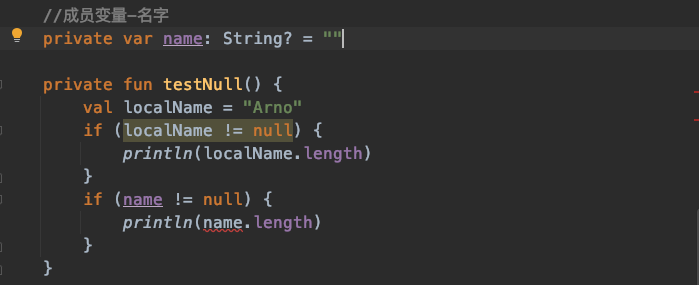 //成员变量-名字
private var name: String? = ""
private fun testNull() {
val localName = "Arno"
if (localName != null) {
println(localName.length)
}
if (name != null) {
println(name.length)
}
}